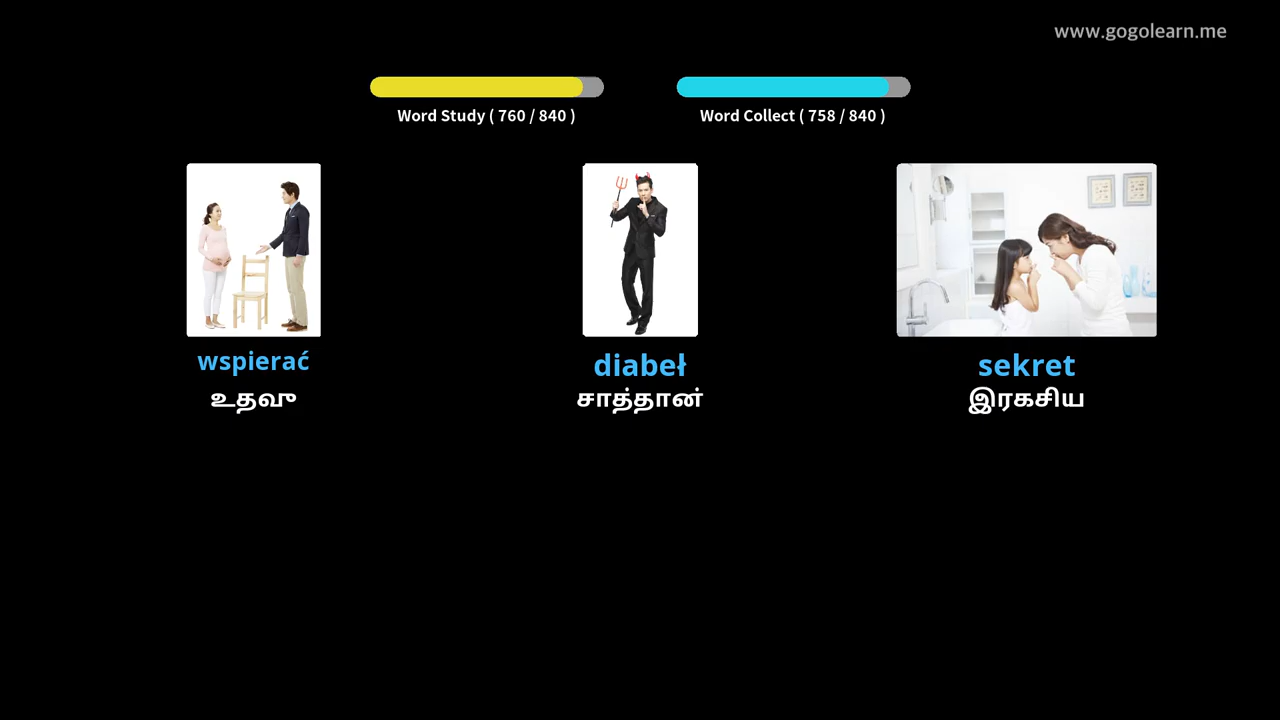 www.gogolearn.me
Word Study ( 760 / 840 )
Word Collect ( 758 / 840 )
wspierać
உதவு
diabeł
சாத்தான்
sekret
இரகசிய